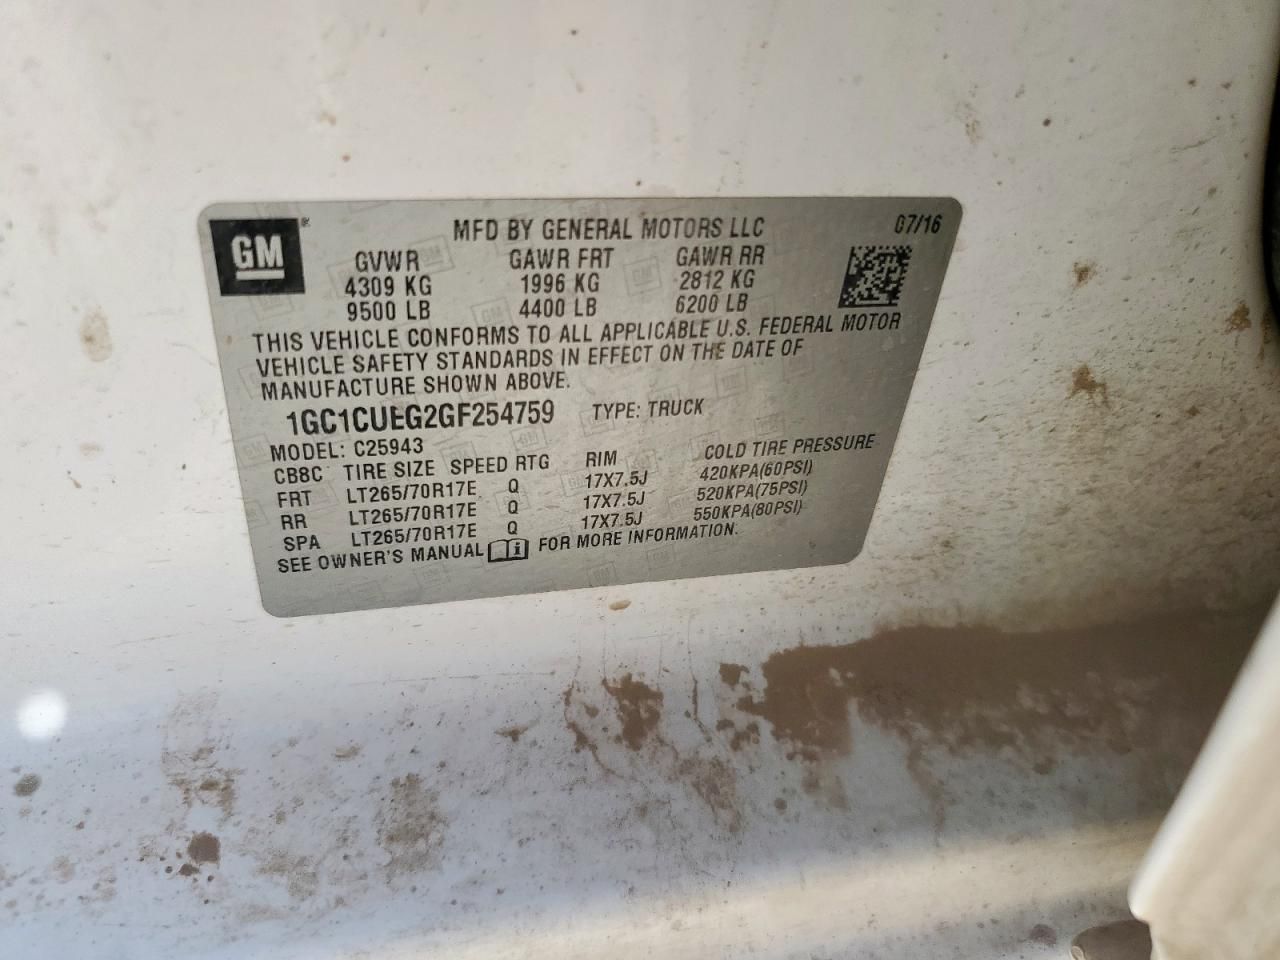 GM
MFD BY GENERAL MOTORS LLC 07/16
GVWR GAWR FRT GAWR RR
4309 KG 1996 KG 2812 KG
9500 LB 4400 LB 6200 LB
THIS VEHICLE CONFORMS TO ALL APPLICABLE U.S. FEDERAL MOTOR
VEHICLE SAFETY STANDARDS IN EFFECT ON THE DATE OF
MANUFACTURE SHOWN ABOVE.
1GC1CUEG2GF254759 TYPE: TRUCK
MODEL: C25943
CB8C TIRE SIZE SPEED RTG RIM COLD TIRE PRESSURE
FRT LT265/70R17E Q 17X7.5J 420KPA(60PSI)
RR LT265/70R17E Q 17X7.5J 520KPA(75PSI)
SPA LT265/70R17E Q 17X7.5J 550KPA(80PSI)
SEE OWNER'S MANUAL i FOR MORE INFORMATION.